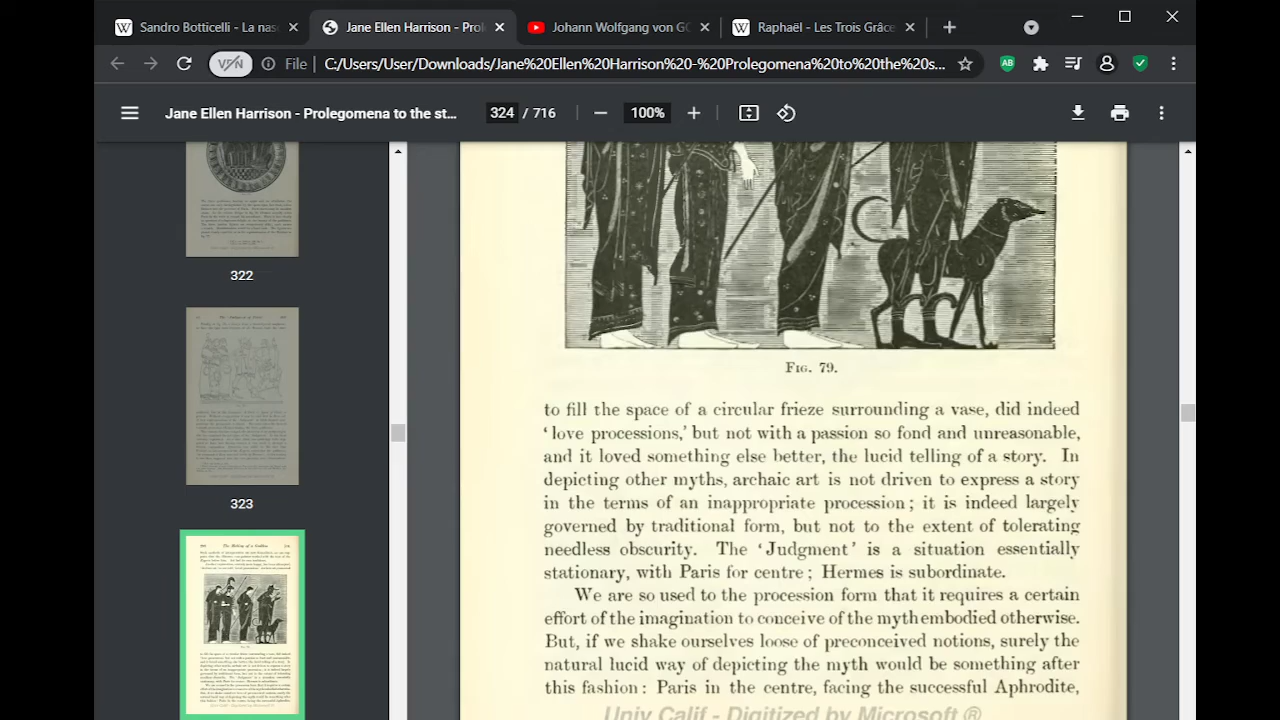 Sandro Botticelli - La nas
Jane Ellen Harrison - Prol
Johann Wolfgang von GO
Raphaël - Les Trois Grâce
VPN
File
C:/Users/User/Downloads/Jane%20Ellen%20Harrison%20-%20Prolegomena%20to%20the%20s...
AB
Jane Ellen Harrison - Prolegomena to the st...
324 / 716
100%
322
323
FIG. 79.
to fill the space of a circular frieze surrounding a vase, did indeed
'love processions,' but not with a passion so fond and unreasonable,
and it loved something else better, the lucid telling of a story. In
depicting other myths, archaic art is not driven to express a story
in the terms of an inappropriate procession; it is indeed largely
governed by traditional form, but not to the extent of tolerating
needless obscurity. The 'Judgment' is a situation essentially
stationary, with Paris for centre; Hermes is subordinate.
We are so used to the procession form that it requires a certain
effort of the imagination to conceive of the myth embodied otherwise.
But, if we shake ourselves loose of preconceived notions, surely the
natural lucid way of depicting the myth would be something after
this fashion: Paris in the centre, facing the successful Aphrodite,
Univ Calif - Digitized by Microsoft ®